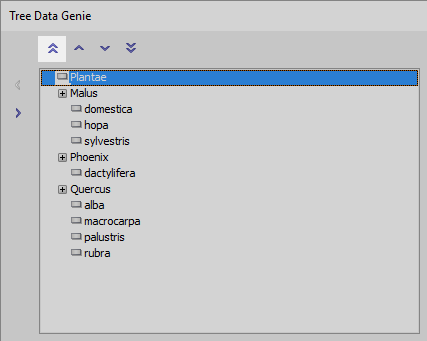 Tree Data Genie
Plantae
Malus
domestica
hopa
sylvestris
Phoenix
dactylifera
Quercus
alba
macrocarpa
palustris
rubra